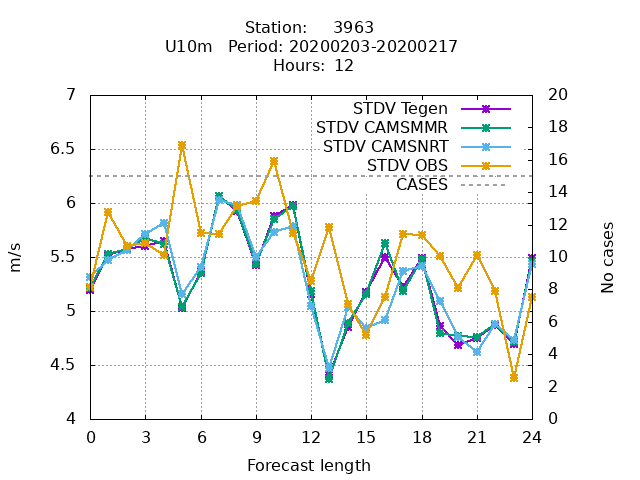 Station: 3963
U10m Period: 20200203-20200217
Hours: 12
7
6.5
6
5.5
5
4.5
4
m/s
20
18
16
14
12
10
8
6
4
2
0
No cases
STDV Tegen
STDV CAMSMMR
STDV CAMSNRT
STDV OBS
CASES
0 3 6 9 12 15 18 21 24
Forecast length